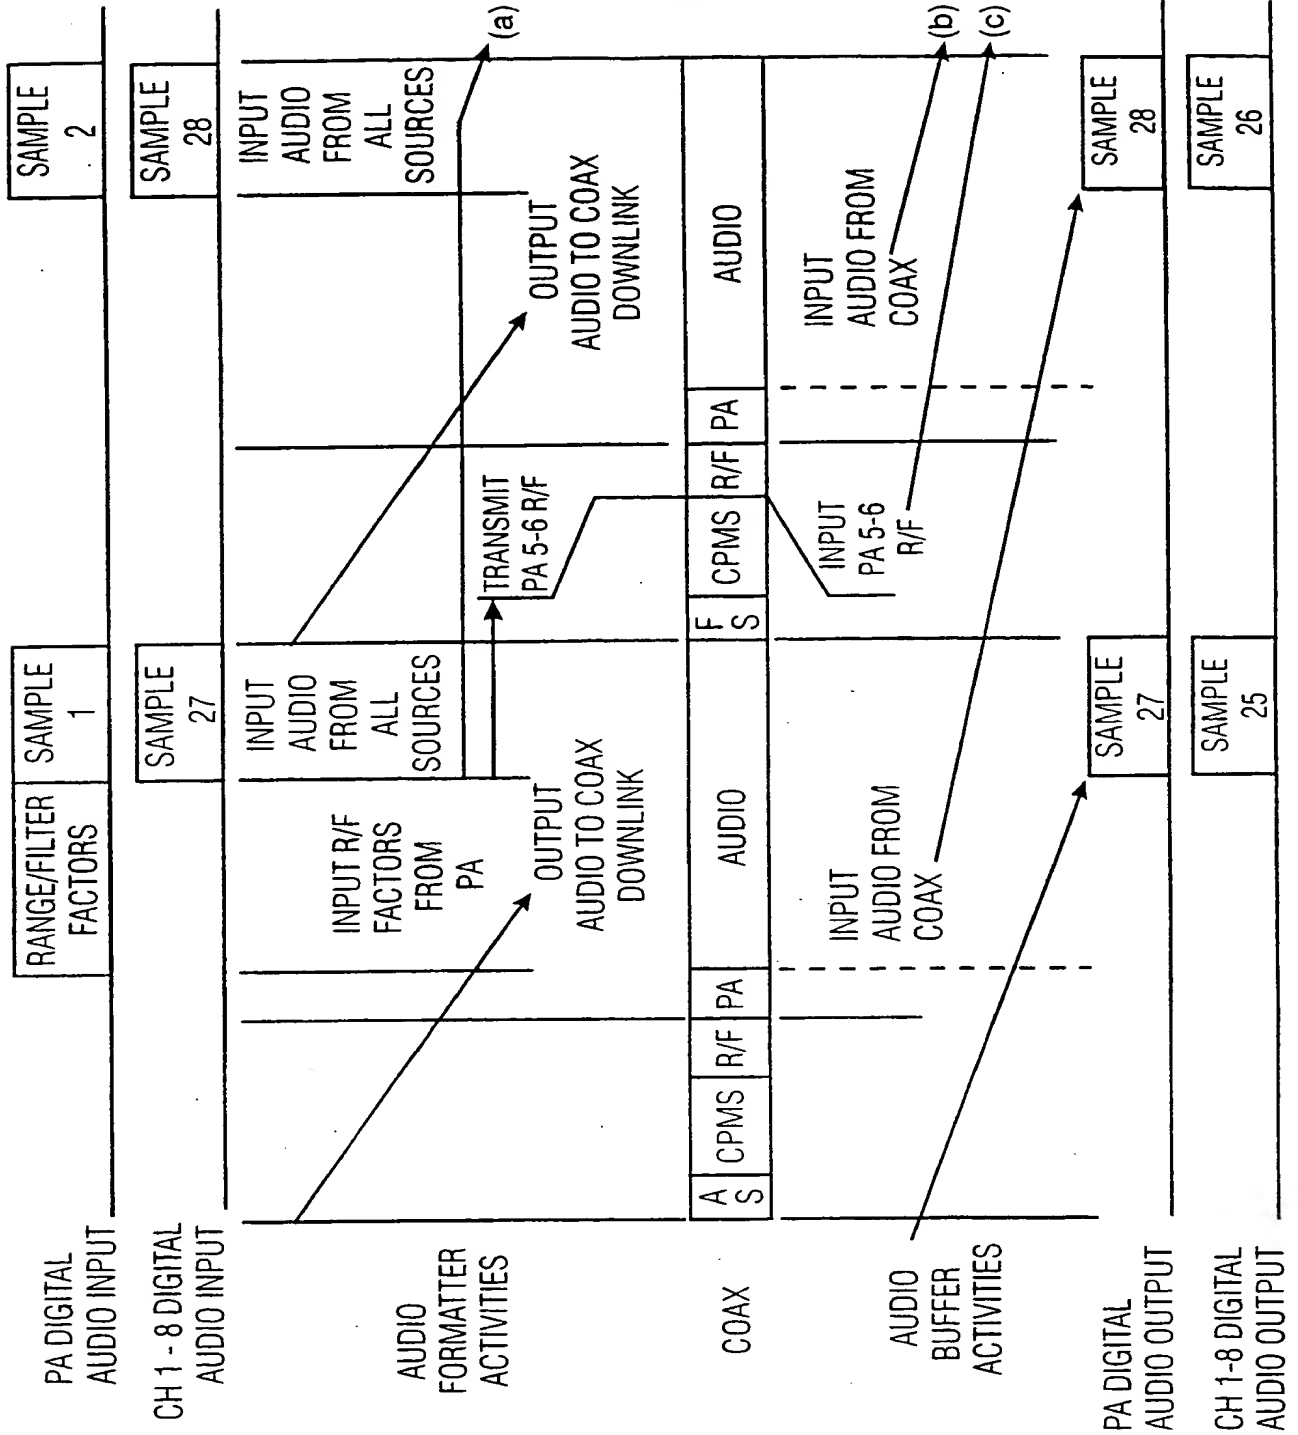 PA DIGITAL
AUDIO INPUT
RANGE/FILTER
FACTORS
SAMPLE
1
SAMPLE
2
CH 1 - 8 DIGITAL
AUDIO INPUT
SAMPLE
27
SAMPLE
28
AUDIO
FORMATTER
ACTIVITIES
INPUT R/F
FACTORS
FROM
PA
INPUT
AUDIO
FROM
ALL
SOURCES
INPUT
AUDIO
FROM
ALL
SOURCES
(a)
OUTPUT
AUDIO TO COAX
DOWNLINK
TRANSMIT
PA 5-6 R/F
OUTPUT
AUDIO TO COAX
DOWNLINK
COAX
A
S
CPMS
R/F
PA
AUDIO
F
S
CPMS
R/F
PA
AUDIO
AUDIO
BUFFER
ACTIVITIES
INPUT
AUDIO FROM
COAX
INPUT
PA 5-6
R/F
INPUT
AUDIO FROM
COAX
(b)
(c)
PA DIGITAL
AUDIO OUTPUT
SAMPLE
27
SAMPLE
28
CH 1-8 DIGITAL
AUDIO OUTPUT
SAMPLE
25
SAMPLE
26